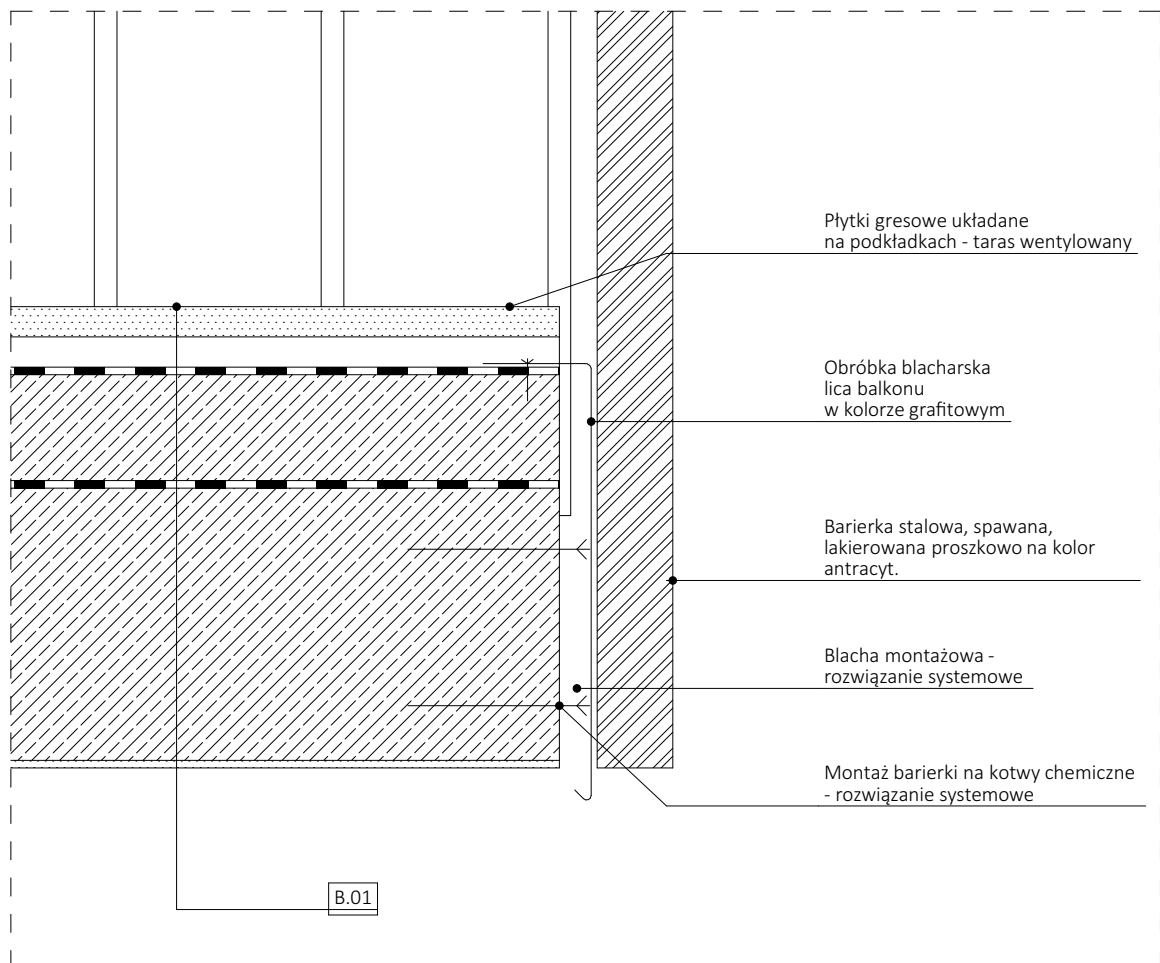 Płytki gresowe układane
na podkładkach - taras wentylowany
Obróbka blacharska
lica balkonu
w kolorze grafitowym
Barierka stalowa, spawana,
lakierowana proszkowo na kolor
antracyt.
Blacha montażowa -
rozwiązanie systemowe
Montaż barierki na kotwy chemiczne
- rozwiązanie systemowe
B.01